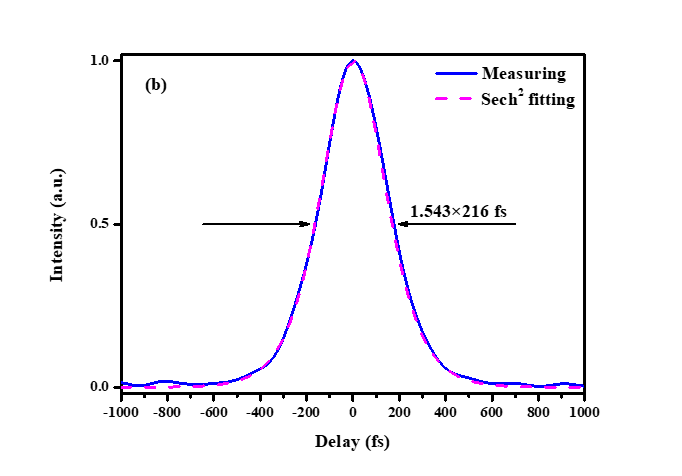 (b)
Measuring
Sech² fitting
1.543×216 fs
Intensity (a.u.)
1.0
0.5
0.0
-1000 -800 -600 -400 -200 0 200 400 600 800 1000
Delay (fs)